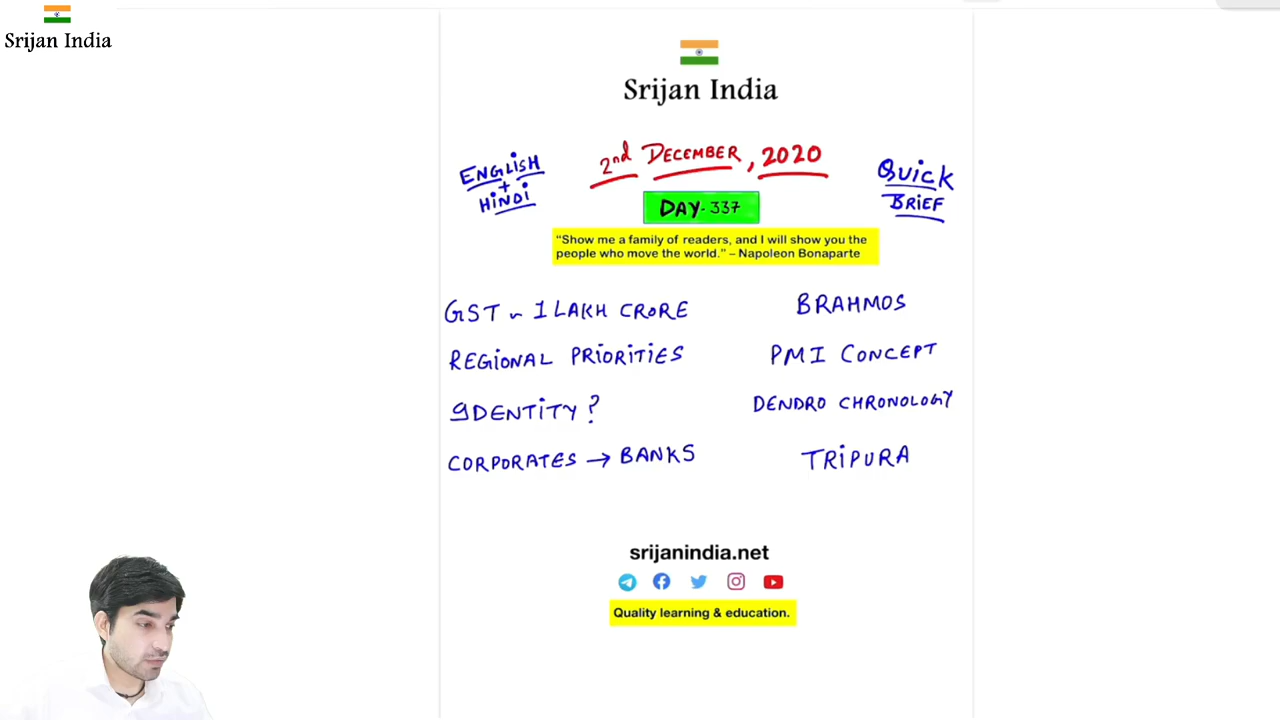 Srijan India
Srijan India
ENGLISH
+
HINDI
2nd DECEMBER, 2020
QUICK
BRIEF
DAY-337
“Show me a family of readers, and I will show you the
people who move the world.” – Napoleon Bonaparte
GST ~ 1 LAKH CRORE
BRAHMOS
REGIONAL PRIORITIES
PMI CONCEPT
IDENTITY?
DENDRO CHRONOLOGY
CORPORATES → BANKS
TRIPURA
srijanindia.net
Quality learning & education.